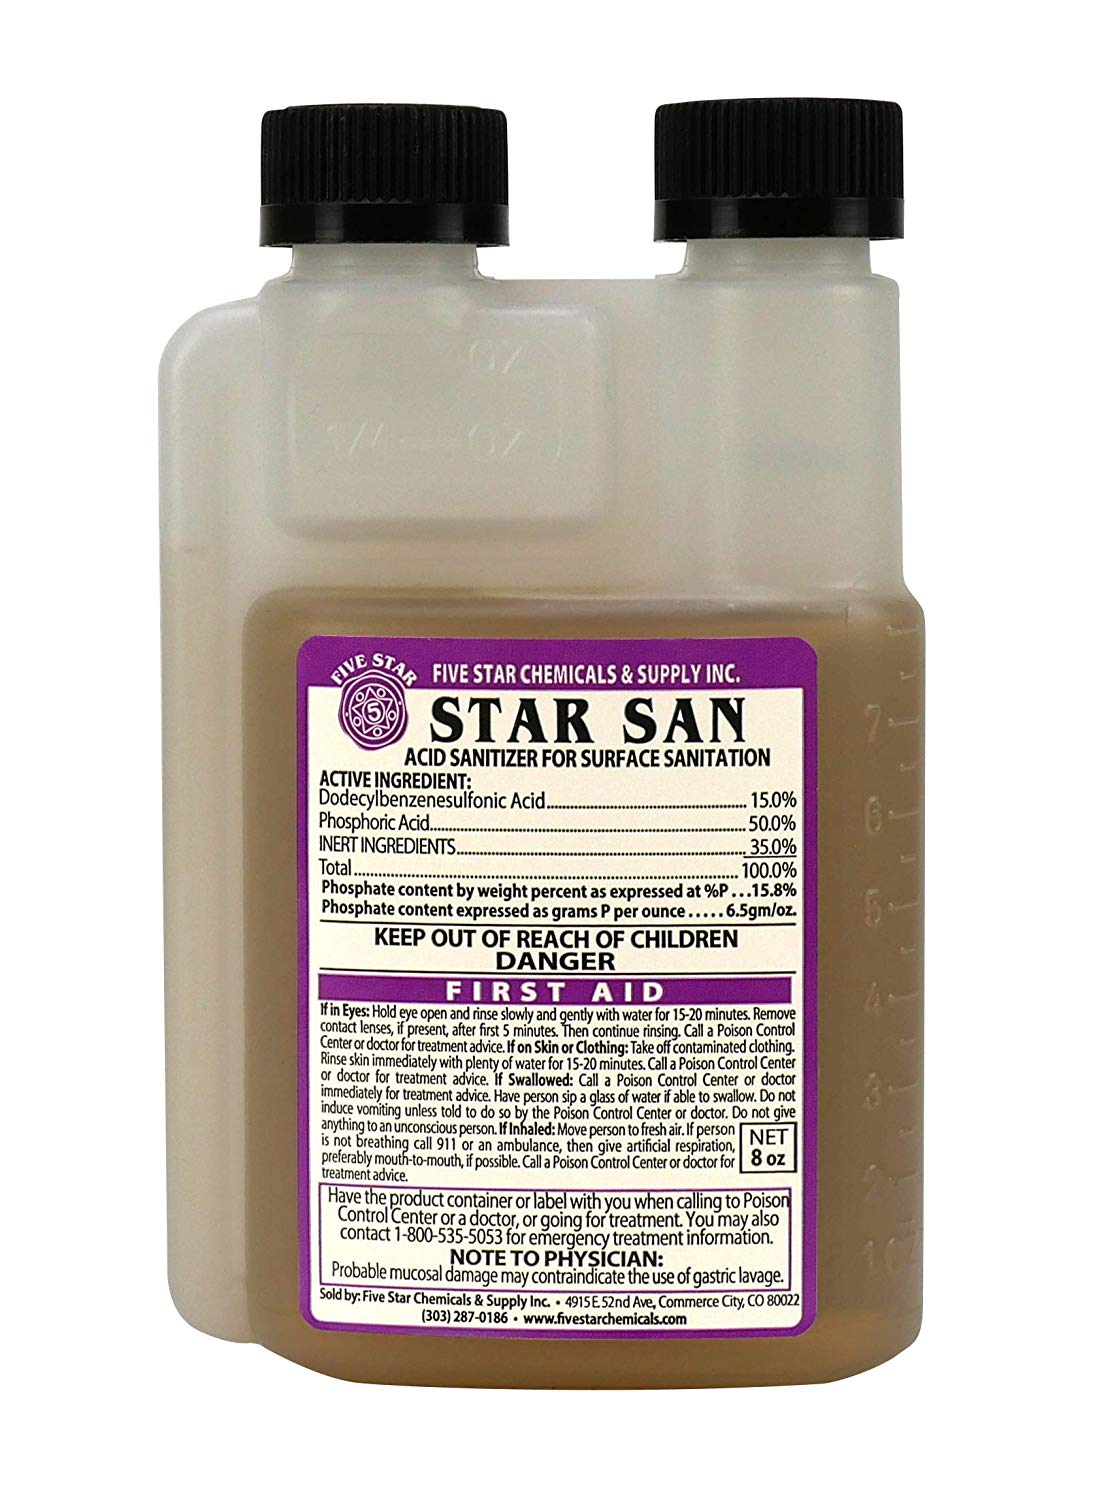 OZ
1/4 OZ
FIVE STAR
5
FIVE STAR CHEMICALS & SUPPLY INC.
STAR SAN
ACID SANITIZER FOR SURFACE SANITATION
ACTIVE INGREDIENT:
Dodecylbenzenesulfonic Acid.......................................... 15.0%
Phosphoric Acid.................................................................. 50.0%
INERT INGREDIENTS............................................................ 35.0%
Total................................................................................ 100.0%
Phosphate content by weight percent as expressed at %P ...15.8%
Phosphate content expressed as grams P per ounce ..... 6.5gm/oz.
KEEP OUT OF REACH OF CHILDREN
DANGER
FIRST AID
If in Eyes: Hold eye open and rinse slowly and gently with water for 15-20 minutes. Remove
contact lenses, if present, after first 5 minutes. Then continue rinsing. Call a Poison Control
Center or doctor for treatment advice. If on Skin or Clothing: Take off contaminated clothing.
Rinse skin immediately with plenty of water for 15-20 minutes. Call a Poison Control Center
or doctor for treatment advice. If Swallowed: Call a Poison Control Center or doctor
immediately for treatment advice. Have person sip a glass of water if able to swallow. Do not
induce vomiting unless told to do so by the Poison Control Center or doctor. Do not give
anything to an unconscious person. If Inhaled: Move person to fresh air. If person
is not breathing call 911 or an ambulance, then give artificial respiration,
preferably mouth-to-mouth, if possible. Call a Poison Control Center or doctor for
treatment advice.
NET
8 oz
Have the product container or label with you when calling to Poison
Control Center or a doctor, or going for treatment. You may also
contact 1-800-535-5053 for emergency treatment information.
NOTE TO PHYSICIAN:
Probable mucosal damage may contraindicate the use of gastric lavage.
Sold by: Five Star Chemicals & Supply Inc. • 4915 E 52nd Ave, Commerce City, CO 80022
(303) 287-0186 • www.fivestarchemicals.com
7
6
5
4
3
2
1OZ